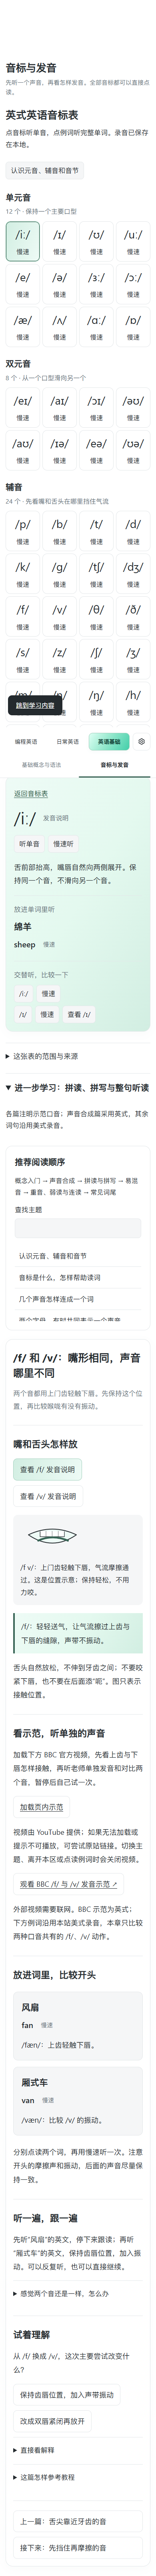 音标与发音
先听一个声音，再看怎样发音。全部音标都可以直接点
读。
英式英语音标表
点音标听单音，点例词听完整单词。录音已保存
在本地。
认识元音、辅音和音节
单元音
12 个 · 保持一个主要口型
/iː/ /ɪ/ /ʊ/ /uː/
慢速 慢速 慢速 慢速
/e/ /ə/ /ɜː/ /ɔː/
慢速 慢速 慢速 慢速
/æ/ /ʌ/ /ɑː/ /ɒ/
慢速 慢速 慢速 慢速
双元音
8 个 · 从一个口型滑向另一个
/eɪ/ /aɪ/ /ɔɪ/ /əʊ/
慢速 慢速 慢速 慢速
/aʊ/ /ɪə/ /eə/ /ʊə/
慢速 慢速 慢速 慢速
辅音
24 个 · 先看嘴和舌头在哪里挡住气流
/p/ /b/ /t/ /d/
慢速 慢速 慢速 慢速
/k/ /g/ /tʃ/ /dʒ/
慢速 慢速 慢速 慢速
/f/ /v/ /θ/ /ð/
慢速 慢速 慢速 慢速
/s/ /z/ /ʃ/ /ʒ/
慢速 慢速 慢速 慢速
/ŋ/ /h/
跳到学习内容
慢速 慢速
编程英语 日常英语 英语基础
基础概念与语法 音标与发音
返回音标表
/iː/ 发音说明
听单音 慢速听
舌前部抬高，嘴唇自然向两侧展开。保
持同一个音，不滑向另一个音。
放进单词里听
绵羊
sheep 慢速
交替听，比较一下
/iː/ 慢速
/ɪ/ 慢速 查看 /ɪ/
▶ 这张表的范围与来源
▼ 进一步学习：拼读、拼写与整句听读
各篇注明示范口音；声音合成篇采用英式，其余
词句沿用美式录音。
推荐阅读顺序
概念入门 → 声音合成 → 拼读与拼写 → 易混
音 → 重音、弱读与连读 → 常见词尾
查找主题
认识元音、辅音和音节
音标是什么，怎样帮助读词
几个声音怎样连成一个词
/f/ 和 /v/：嘴形相同，声音
哪里不同
两个音都用上门齿轻触下唇。先保持这个位
置，再比较喉咙有没有振动。
嘴和舌头怎样放
查看 /f/ 发音说明
查看 /v/ 发音说明
/f v/：上门齿轻触下唇，气流摩擦通
过。这是位置示意；保持轻松，不用
力咬。
/f/：轻轻送气，让气流擦过上齿与
下唇的缝隙，声带不振动。
舌头自然放松，不伸到牙齿之间；不要咬
紧下唇，也不要在后面添“呃”。图只表示
接触位置。
看示范，听单独的声音
加载下方 BBC 官方视频，先看上齿与下
唇怎样接触，再听老师单独发音和对比两
个音，暂停后自己试一次。
加载页内示范
视频由 YouTube 提供；如果无法加载或
提示不可播放，可尝试原站链接。切换主
题、离开本区或点读例词时会关闭视频。
观看 BBC /f/ 与 /v/ 发音示范 ↗
外部视频需要联网。BBC 示范为英式；
下方例词沿用本站美式录音，本章只比较
两种口音共有的 /f/、/v/ 动作。
放进词里，比较开头
风扇
fan 慢速
/fæn/：上齿轻触下唇。
厢式车
van 慢速
/væn/：比较 /v/ 的振动。
分别点读两个词，再用慢速听一次。注意
开头的摩擦声和振动，后面的声音尽量保
持一致。
听一遍，跟一遍
先听“风扇”的英文，停下来跟读；再听
“厢式车”的英文，保持齿唇位置，加入振
动。可以反复听，也可以直接继续。
▶ 感觉两个音还是一样，怎么办
试着理解
从 /f/ 换成 /v/，这次主要尝试改变什
么？
保持齿唇位置，加入声带振动
改成双唇紧闭再放开
▶ 直接看解释
▶ 这篇怎样参考教程
上一篇：舌尖靠近牙齿的音
接下来：先挡住再摩擦的音